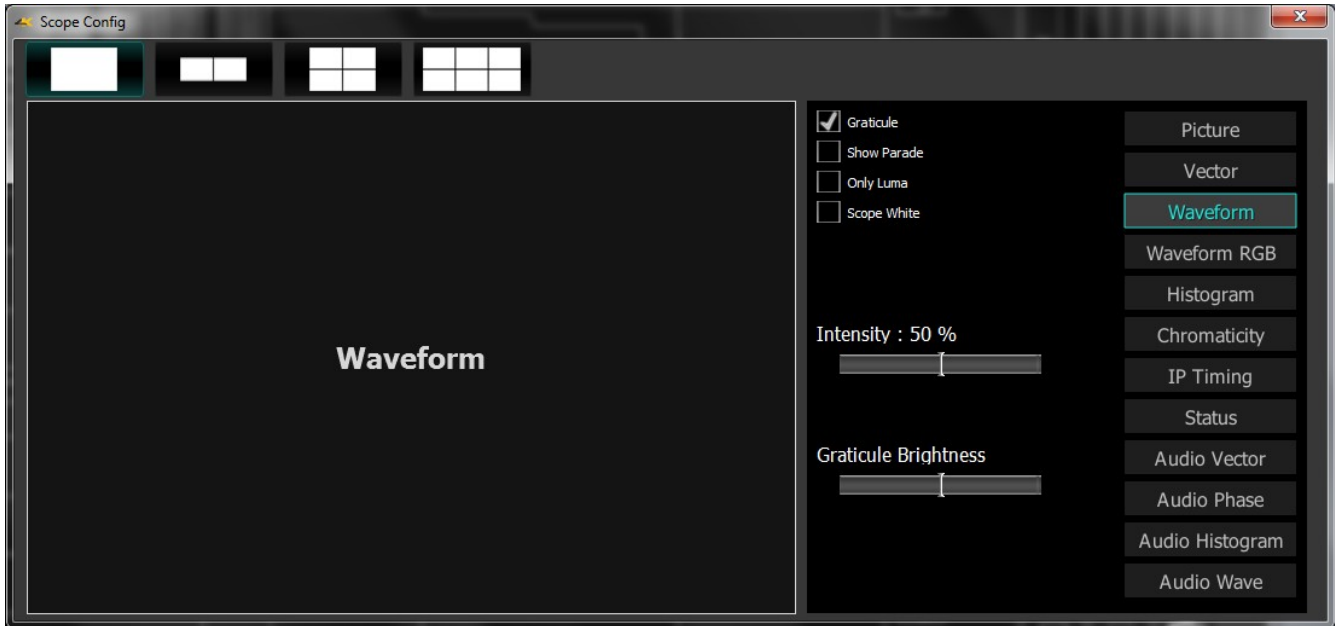 Scope Config
x
Waveform
Graticule
Show Parade
Only Luma
Scope White
Intensity : 50 %
Graticule Brightness
Picture
Vector
Waveform
Waveform RGB
Histogram
Chromaticity
IP Timing
Status
Audio Vector
Audio Phase
Audio Histogram
Audio Wave